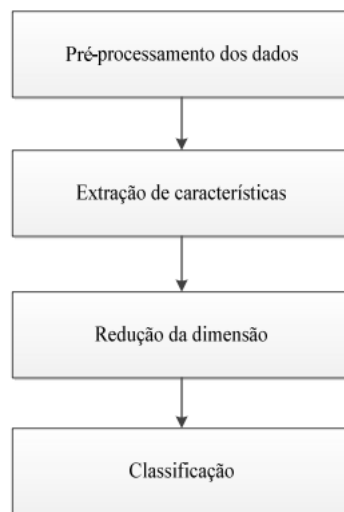 Pré-processamento dos dados
Extração de características
Redução da dimensão
Classificação